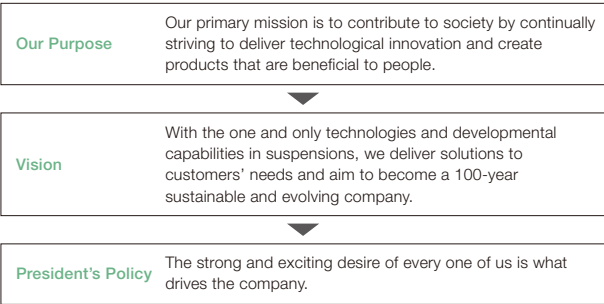 Our Purpose
Our primary mission is to contribute to society by continually
striving to deliver technological innovation and create
products that are beneficial to people.
Vision
With the one and only technologies and developmental
capabilities in suspensions, we deliver solutions to
customers’ needs and aim to become a 100-year
sustainable and evolving company.
President’s Policy
The strong and exciting desire of every one of us is what
drives the company.